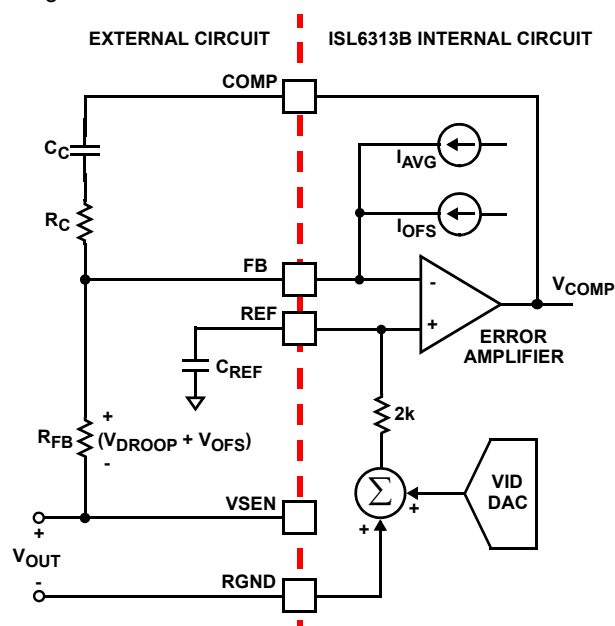 EXTERNAL CIRCUIT
ISL6313B INTERNAL CIRCUIT
COMP
CC
IAVG
RC
IOFS
FB
VCOMP
-
REF
+
ERROR
AMPLIFIER
CREF
2k
+
RFB
(VDROOP + VOFS)
-
VID
DAC
VSEN
Σ
+
+
+
VOUT
-
RGND
+